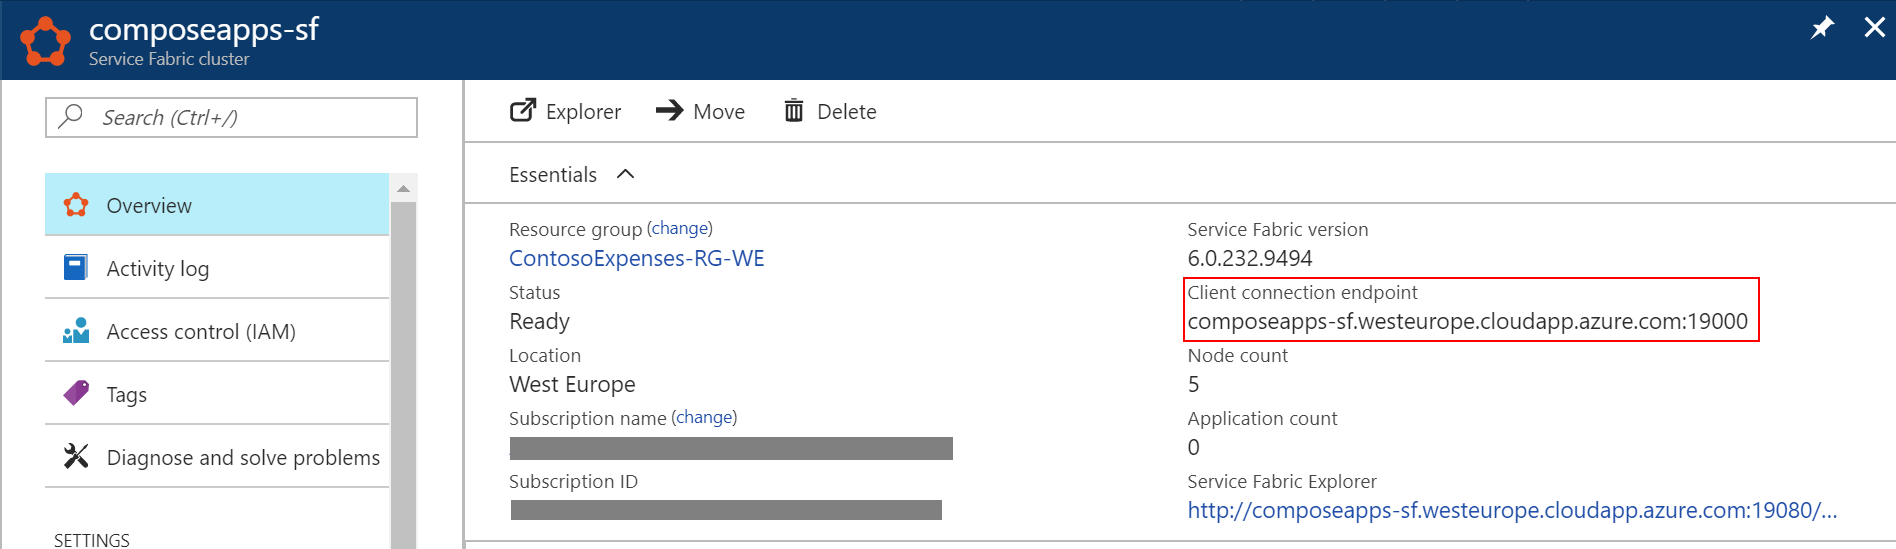 composeapps-sf
Service Fabric cluster
Search (Ctrl+/)
Overview
Activity log
Access control (IAM)
Tags
Diagnose and solve problems
SETTINGS
Explorer Move Delete
Essentials
Resource group (change)
ContosoExpenses-RG-WE
Status
Ready
Location
West Europe
Subscription name (change)
Subscription ID
Service Fabric version
6.0.232.9494
Client connection endpoint
composeapps-sf.westeurope.cloudapp.azure.com:19000
Node count
5
Application count
0
Service Fabric Explorer
http://composeapps-sf.westeurope.cloudapp.azure.com:19080/...